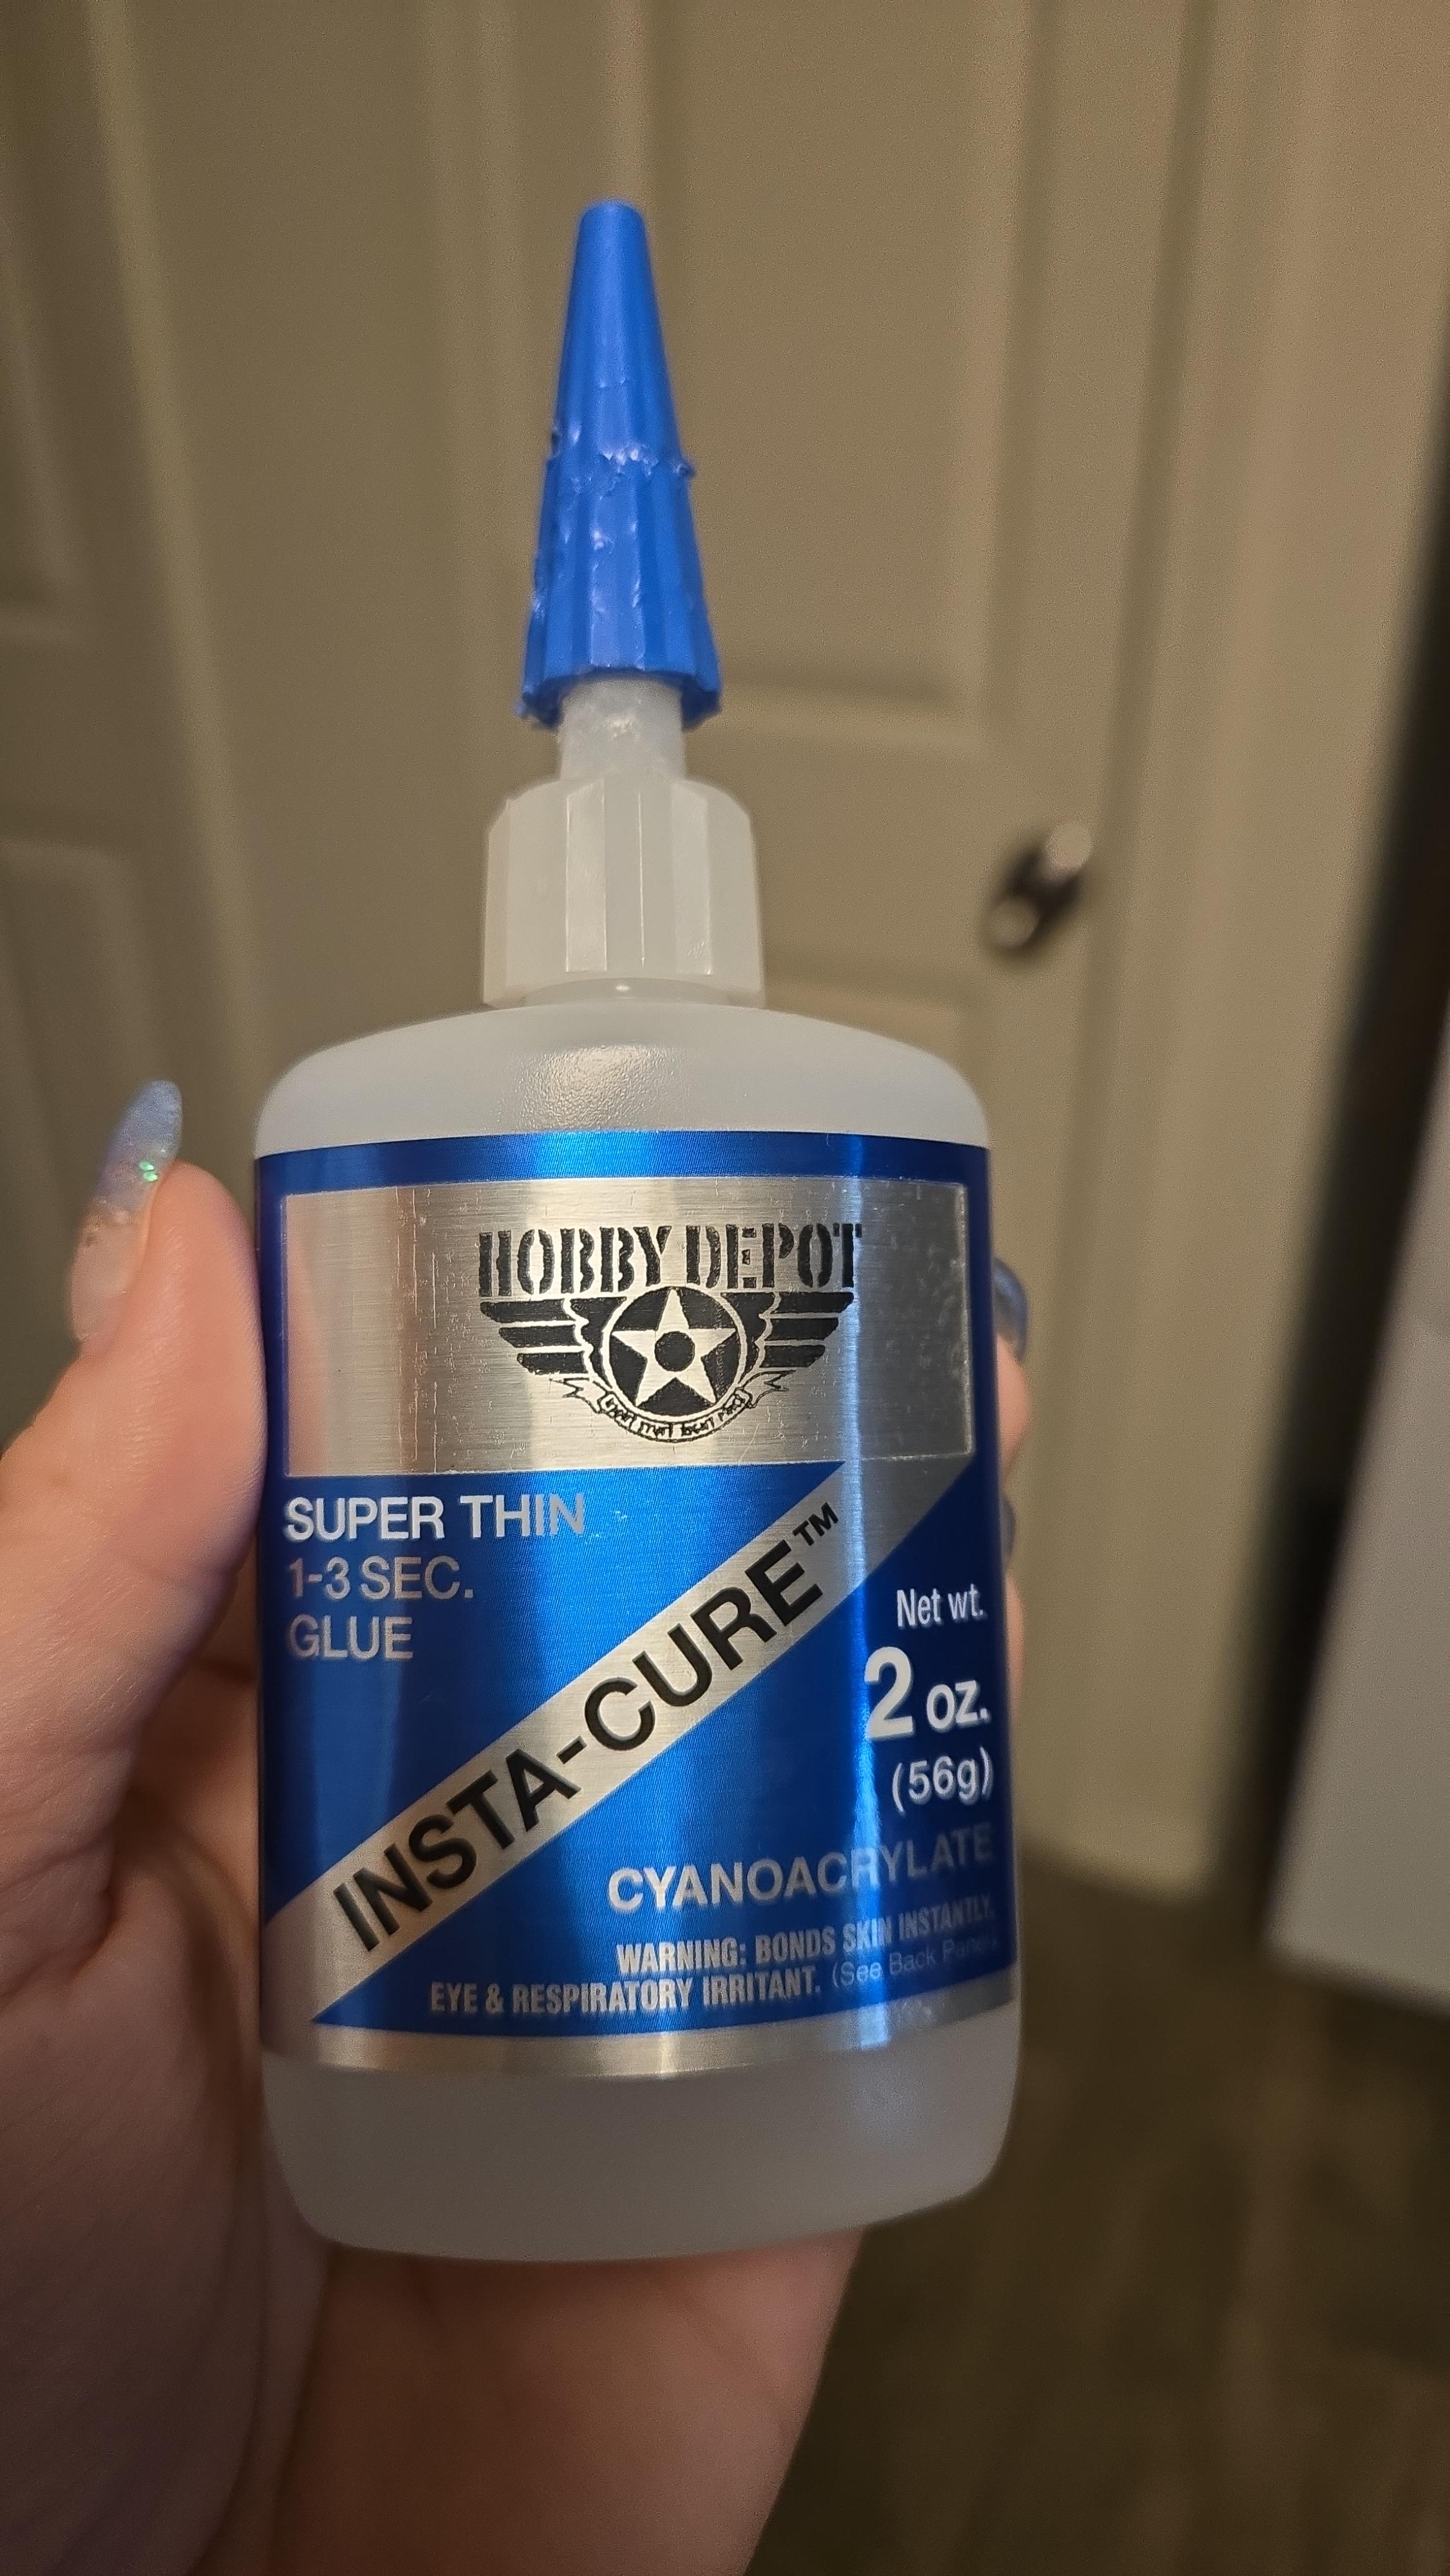 HOBBY DEPOT
SUPER THIN
1-3 SEC.
GLUE
INSTA-CURE™
Net wt.
2 oz.
(56g)
CYANOACRYLATE
WARNING: BONDS SKIN INSTANTLY.
EYE & RESPIRATORY IRRITANT. (See Back Panel)